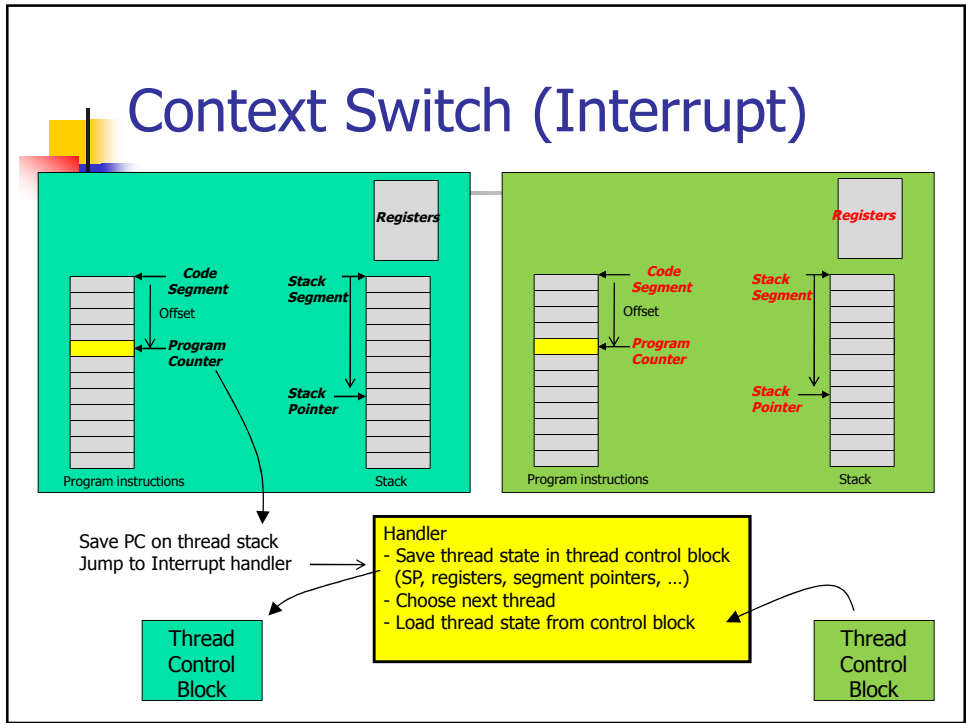 Context Switch (Interrupt)
Registers
Code
Segment
Offset
Program
Counter
Stack
Segment
Stack
Pointer
Program instructions
Stack
Registers
Code
Segment
Offset
Program
Counter
Stack
Segment
Stack
Pointer
Program instructions
Stack
Save PC on thread stack
Jump to Interrupt handler
Handler
- Save thread state in thread control block
(SP, registers, segment pointers, …)
- Choose next thread
- Load thread state from control block
Thread
Control
Block
Thread
Control
Block